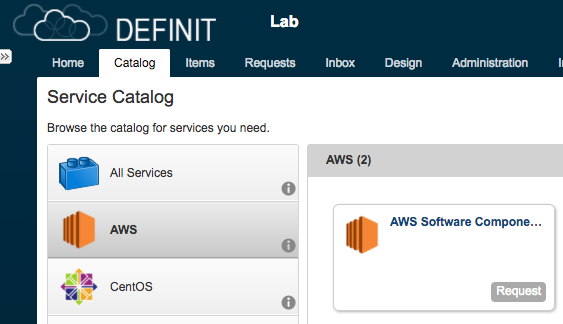 DEFINIT
Lab
Home Catalog Items Requests Inbox Design Administration
Service Catalog
Browse the catalog for services you need.
All Services
AWS
CentOS
AWS (2)
AWS Software Compone...
Request